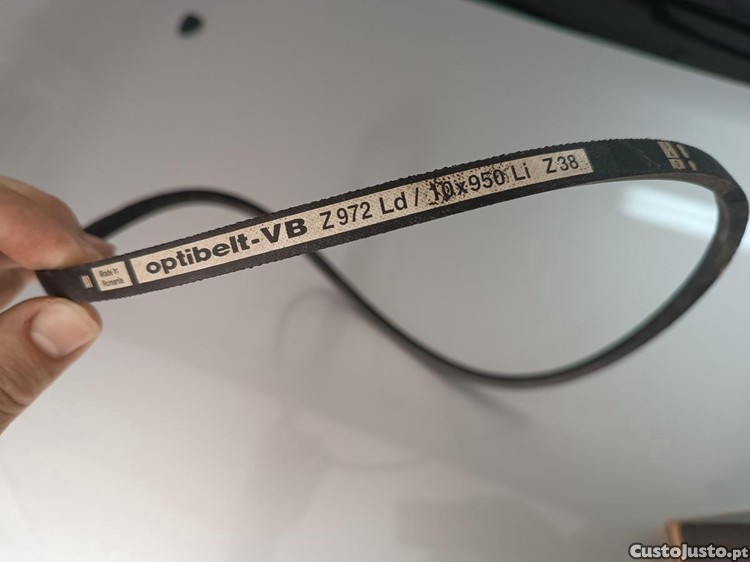 Made in
Romania
optibelt-VB Z 972 Ld / 10x950 Li Z38
CustoJusto.pt